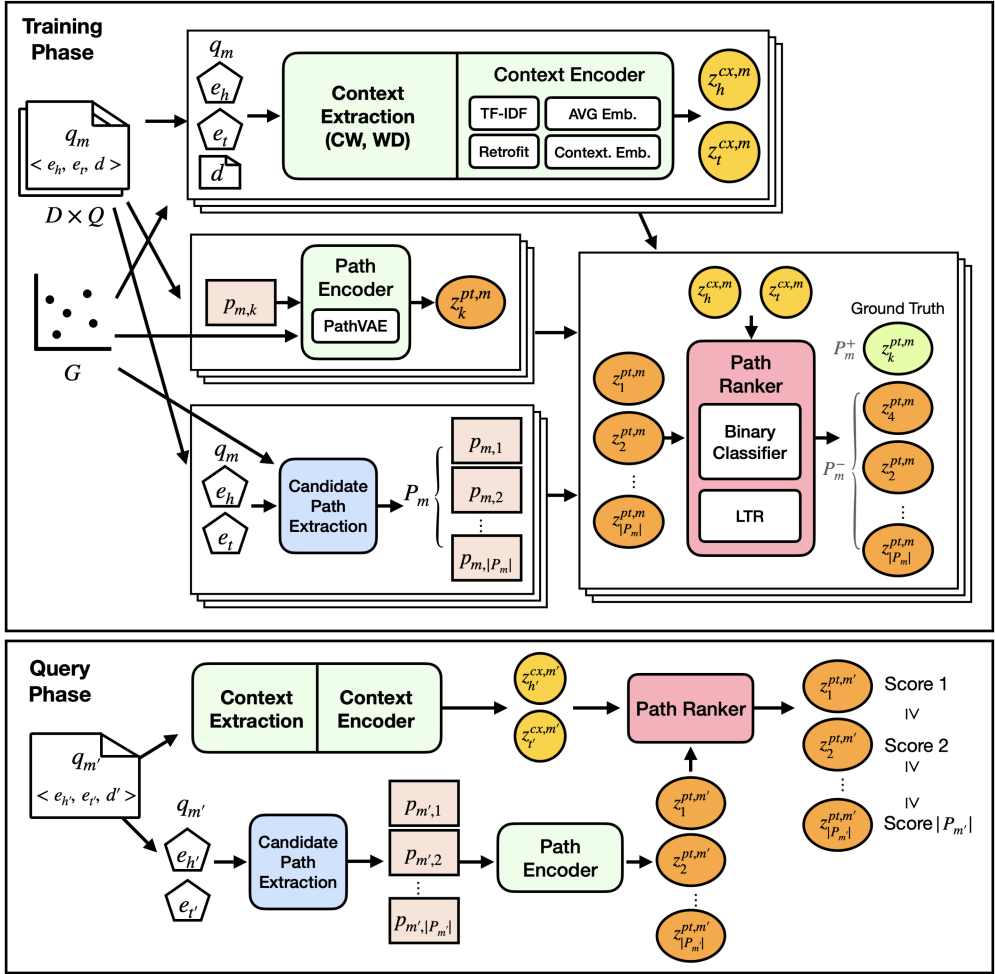 Training
Phase
q_m
< e_h, e_t, d >
D × Q
G
q_m
e_h
e_t
d
Context
Extraction
(CW, WD)
Context Encoder
TF-IDF
AVG Emb.
Retrofit
Context. Emb.
z_h^{cx,m}
z_t^{cx,m}
p_{m,k}
Path
Encoder
PathVAE
z_k^{pt,m}
q_m
e_h
e_t
Candidate
Path
Extraction
P_m
p_{m,1}
p_{m,2}
...
p_{m,|P_m|}
z_h^{cx,m}
z_t^{cx,m}
z_1^{pt,m}
z_2^{pt,m}
...
z_{|P_m|}^{pt,m}
Path
Ranker
Binary
Classifier
LTR
Ground Truth
P_m^+
z_k^{pt,m}
P_m^-
z_4^{pt,m}
z_2^{pt,m}
...
z_{|P_m|}^{pt,m}
Query
Phase
q_{m'}
< e_{h'}, e_{t'}, d' >
Context
Extraction
Context
Encoder
z_{h'}^{cx,m'}
z_{t'}^{cx,m'}
Path Ranker
z_1^{pt,m'}
Score 1
≥
z_2^{pt,m'}
Score 2
≥
...
≥
z_{|P_{m'}|}^{pt,m'}
Score |P_{m'}|
q_{m'}
e_{h'}
e_{t'}
Candidate
Path
Extraction
p_{m',1}
p_{m',2}
...
p_{m',|P_{m'}|}
Path
Encoder
z_1^{pt,m'}
z_2^{pt,m'}
...
z_{|P_{m'}|}^{pt,m'}